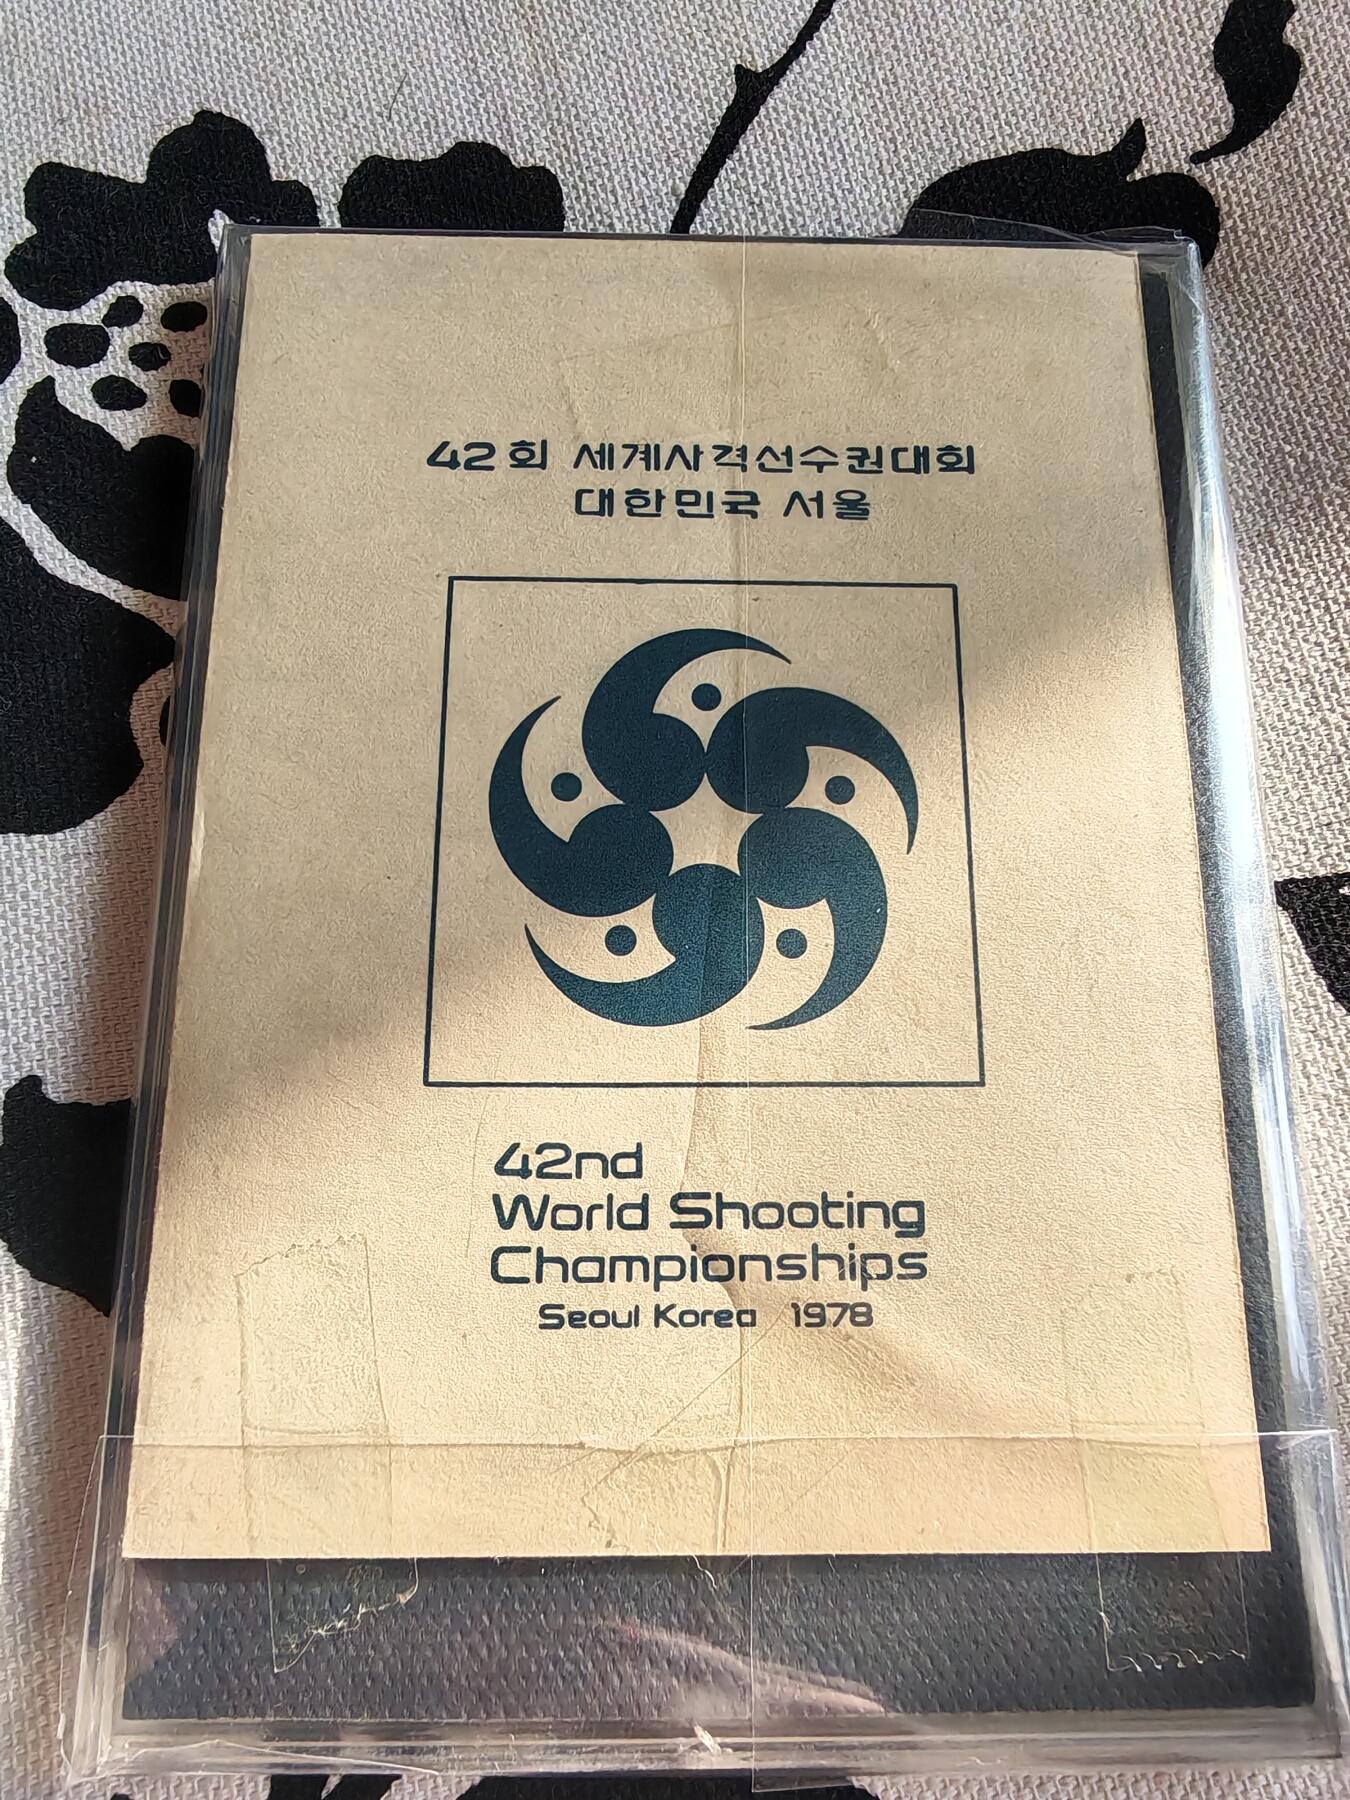 42회 세계사격선수권대회
대한민국 서울
42nd
World Shooting
Championships
Seoul Korea 1978